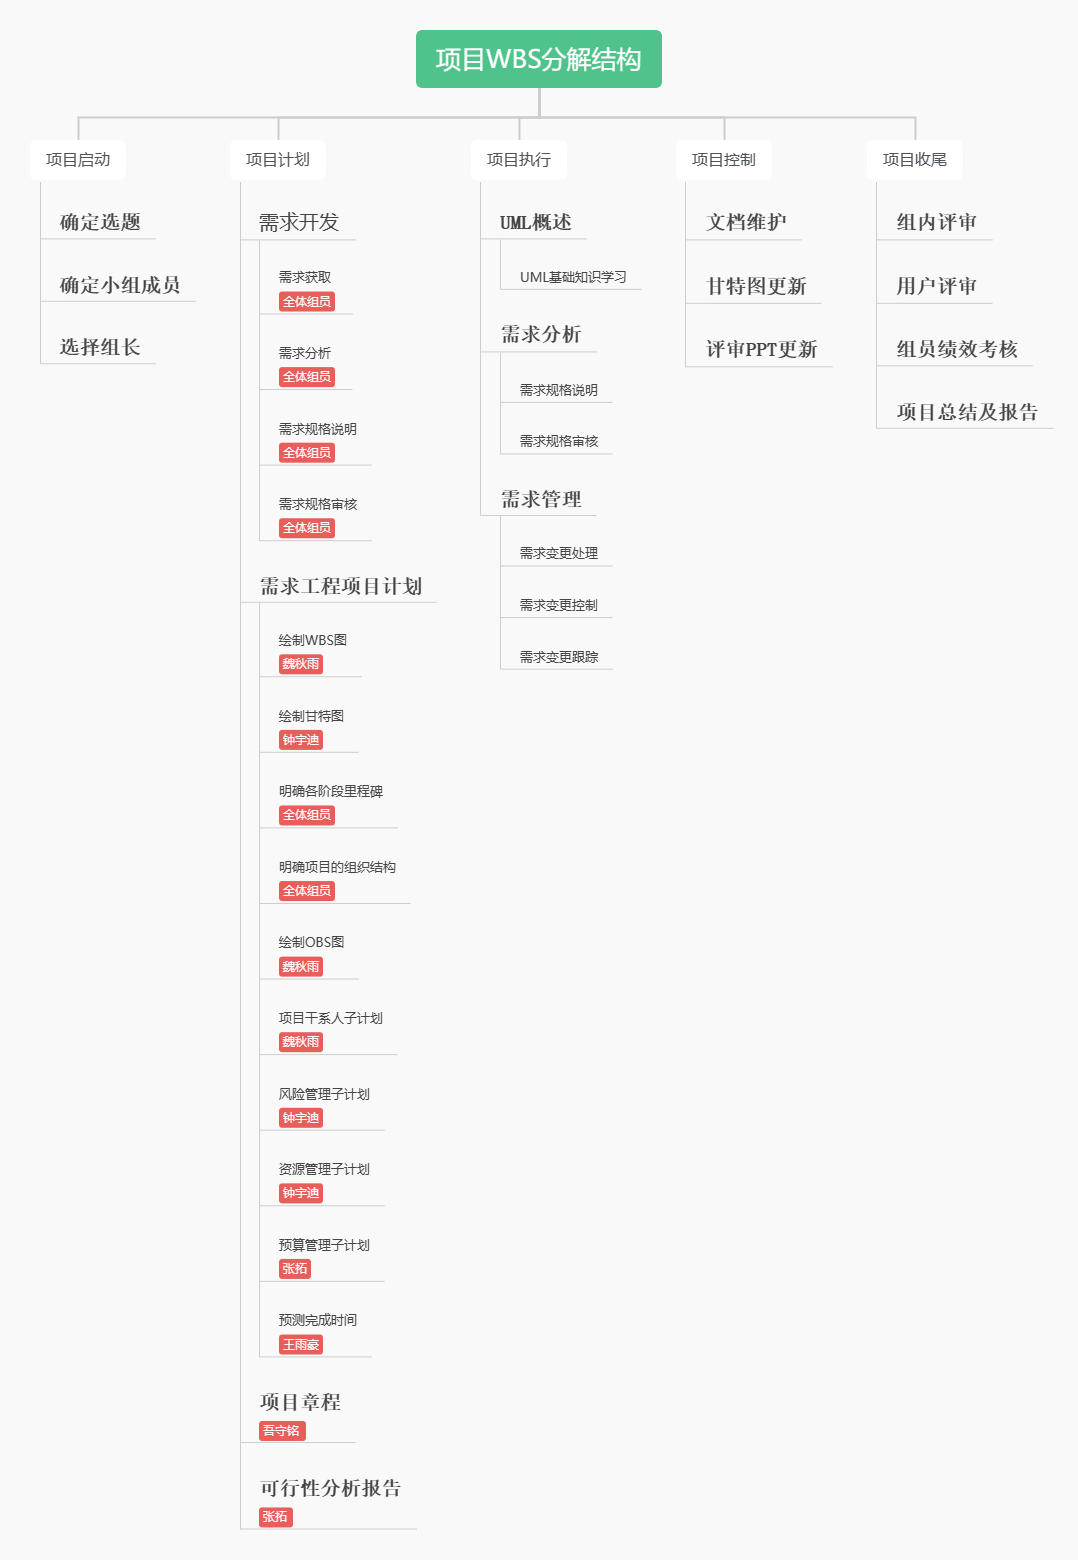 项目WBS分解结构
项目启动
确定选题
确定小组成员
选择组长
项目计划
需求开发
需求获取
全体组员
需求分析
全体组员
需求规格说明
全体组员
需求规格审核
全体组员
需求工程项目计划
绘制WBS图
魏秋雨
绘制甘特图
钟宇迪
明确各阶段里程碑
全体组员
明确项目的组织结构
全体组员
绘制OBS图
魏秋雨
项目干系人子计划
魏秋雨
风险管理子计划
钟宇迪
资源管理子计划
钟宇迪
预算管理子计划
张拓
预测完成时间
王雨豪
项目章程
吾守铭
可行性分析报告
张拓
项目执行
UML概述
UML基础知识学习
需求分析
需求规格说明
需求规格审核
需求管理
需求变更处理
需求变更控制
需求变更跟踪
项目控制
文档维护
甘特图更新
评审PPT更新
项目收尾
组内评审
用户评审
组员绩效考核
项目总结及报告